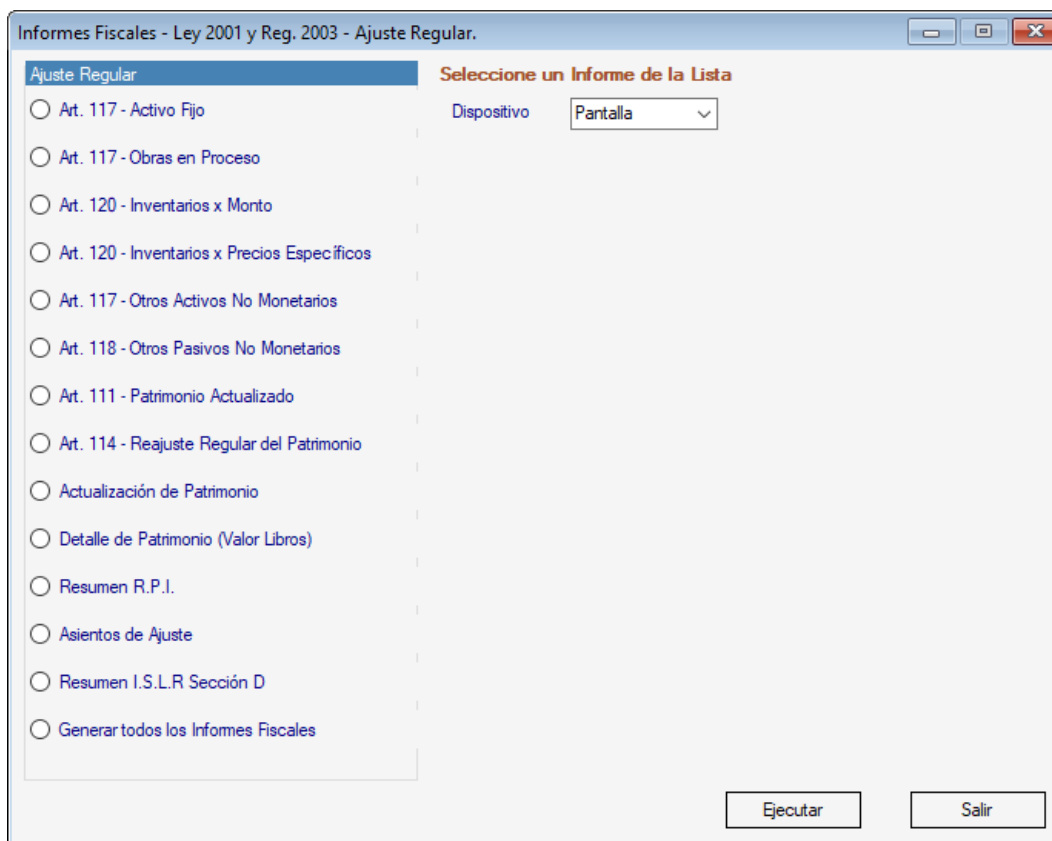 Informes Fiscales - Ley 2001 y Reg. 2003 - Ajuste Regular.
Ajuste Regular
Art. 117 - Activo Fijo
Art. 117 - Obras en Proceso
Art. 120 - Inventarios x Monto
Art. 120 - Inventarios x Precios Específicos
Art. 117 - Otros Activos No Monetarios
Art. 118 - Otros Pasivos No Monetarios
Art. 111 - Patrimonio Actualizado
Art. 114 - Reajuste Regular del Patrimonio
Actualización de Patrimonio
Detalle de Patrimonio (Valor Libros)
Resumen R.P.I.
Asientos de Ajuste
Resumen I.S.L.R Sección D
Generar todos los Informes Fiscales
Seleccione un Informe de la Lista
Dispositivo Pantalla
Ejecutar Salir